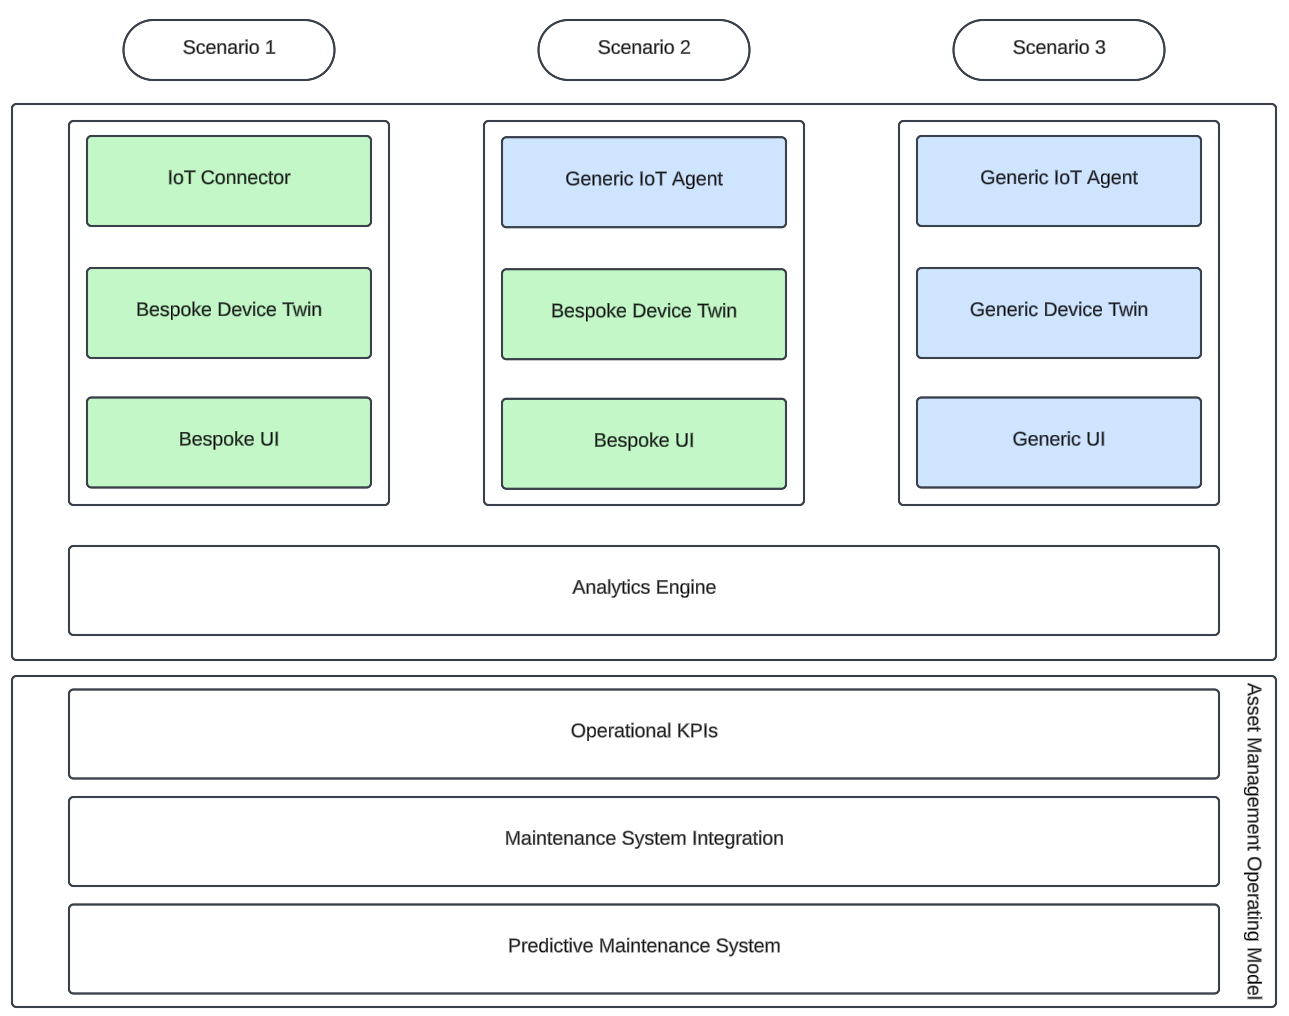 Scenario 1
Scenario 2
Scenario 3
IoT Connector
Generic IoT Agent
Generic IoT Agent
Bespoke Device Twin
Bespoke Device Twin
Generic Device Twin
Bespoke UI
Bespoke UI
Generic UI
Analytics Engine
Operational KPIs
Maintenance System Integration
Predictive Maintenance System
Asset Management Operating Model